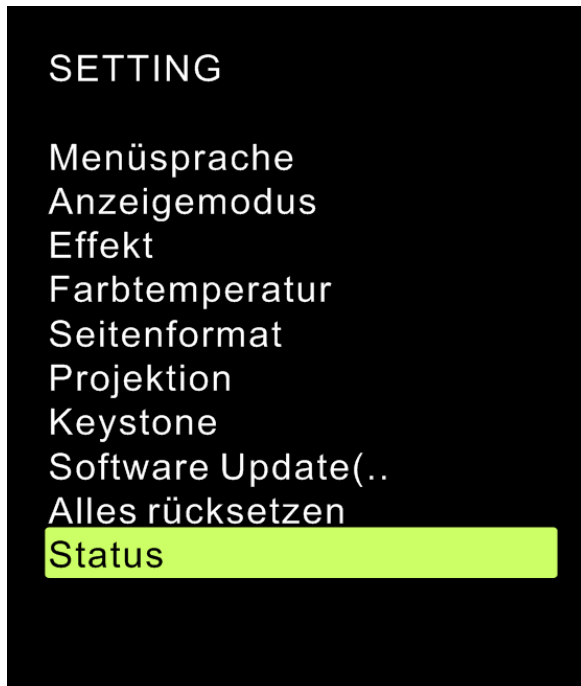 SETTING
Menüsprache
Anzeigemodus
Effekt
Farbtemperatur
Seitenformat
Projektion
Keystone
Software Update(..
Alles rücksetzen
Status